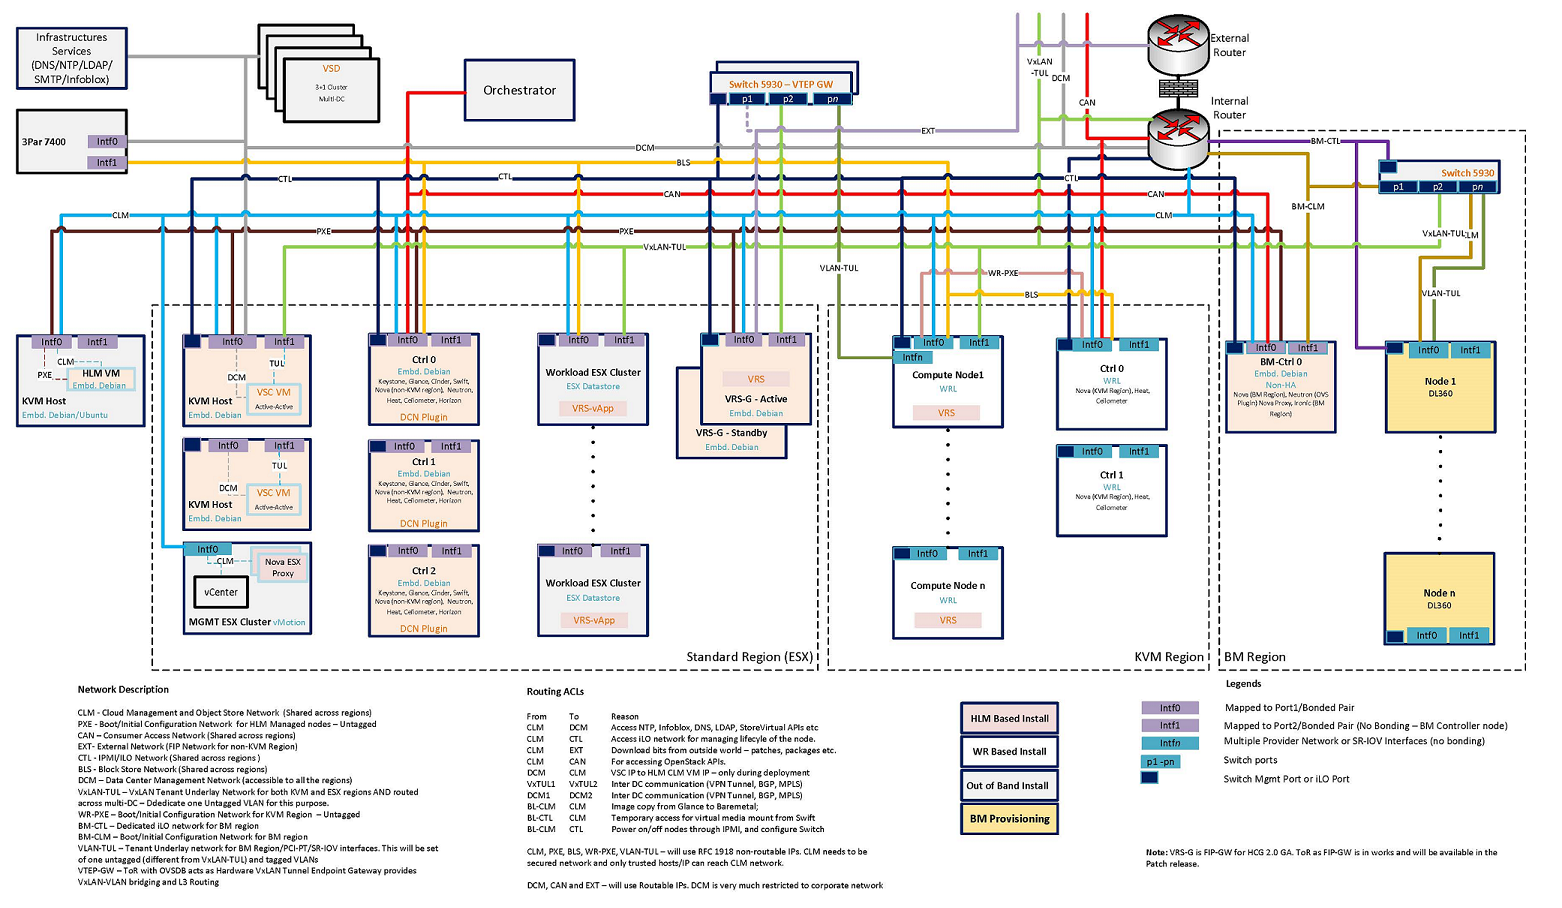 Infrastructures
Services
(DNS/NTP/LDAP/
SMTP/Infoblox)
VSD
3+1 Cluster
Multi-DC
Orchestrator
Switch 5930 – VTEP GW
p1
p2
pn
VxLAN
-TUL
DCM
CAN
External
Router
Internal
Router
3Par 7400
Intf0
Intf1
EXT
DCM
BLS
CTL
CTL
CTL
CAN
CAN
CLM
CLM
PXE
PXE
VxLAN-TUL
VLAN-TUL
WR-PXE
BLS
BM-CTL
BM-CLM
Switch 5930
p1
p2
pn
VxLAN-TUL
LM
VLAN-TUL
Intf0
Intf1
CLM
PXE
HLM VM
Embd. Debian
KVM Host
Embd. Debian/Ubuntu
Intf0
Intf1
TUL
DCM
VSC VM
Active-Active
KVM Host
Embd. Debian
Intf0
Intf1
TUL
DCM
VSC VM
Active-Active
KVM Host
Embd. Debian
Intf0
CLM
Nova ESX
Proxy
vCenter
MGMT ESX Cluster vMotion
Intf0
Intf1
Ctrl 0
Embd. Debian
Keystone, Glance, Cinder, Swift,
Nova (non-KVM region), Neutron,
Heat, Ceilometer, Horizon
DCN Plugin
Intf0
Intf1
Ctrl 1
Embd. Debian
Keystone, Glance, Cinder, Swift,
Nova (non-KVM region), Neutron,
Heat, Ceilometer, Horizon
DCN Plugin
Intf0
Intf1
Ctrl 2
Embd. Debian
Keystone, Glance, Cinder, Swift,
Nova (non-KVM region), Neutron,
Heat, Ceilometer, Horizon
DCN Plugin
Intf0
Intf1
Workload ESX Cluster
ESX Datastore
VRS-vApp
Intf0
Intf1
Workload ESX Cluster
ESX Datastore
VRS-vApp
Intf0
Intf1
VRS
VRS-G - Active
Embd. Debian
VRS-G - Standby
Embd. Debian
Standard Region (ESX)
Intf0
Intf1
Intfn
Compute Node1
WRL
VRS
Intf0
Intf1
Compute Node n
WRL
VRS
Intf0
Intf1
Ctrl 0
WRL
Nova (KVM Region), Heat,
Ceilometer
Intf0
Intf1
Ctrl 1
WRL
Nova (KVM Region), Heat,
Ceilometer
KVM Region
Intf0
Intf1
BM-Ctrl 0
Embd. Debian
Non-HA
Nova (BM Region), Neutron (OVS
Plugin) Nova Proxy, Ironic (BM
Region)
Intf0
Intf1
Node 1
DL360
Node n
DL360
Intf0
Intf1
BM Region
Network Description
CLM - Cloud Management and Object Store Network (Shared across regions)
PXE - Boot/Initial Configuration Network for HLM Managed nodes – Untagged
CAN – Consumer Access Network (Shared across regions)
EXT- External Network (FIP Network for non-KVM Region)
CTL - IPMI/ILO Network (Shared across regions )
BLS - Block Store Network (Shared across regions)
DCM – Data Center Management Network (accessible to all the regions)
VxLAN-TUL – VxLAN Tenant Underlay Network for both KVM and ESX regions AND routed
across multi-DC – Ddedicate one Untagged VLAN for this purpose.
WR-PXE – Boot/Initial Configuration Network for KVM Region – Untagged
BM-CTL – Dedicated iLO network for BM region
BM-CLM – Boot/Initial Configuration Network for BM region
VLAN-TUL – Tenant Underlay network for BM Region/PCI-PT/SR-IOV interfaces. This will be set
of one untagged (different from VxLAN-TUL) and tagged VLANs
VTEP-GW – ToR with OVSDB acts as Hardware VxLAN Tunnel Endpoint Gateway provides
VxLAN-VLAN bridging and L3 Routing
Routing ACLs
From To Reason
CLM DCM Access NTP, Infoblox, DNS, LDAP, StoreVirtual APIs etc
CLM CTL Access iLO network for managing lifecyle of the node.
CLM EXT Download bits from outside world – patches, packages etc.
CLM CAN For accessing OpenStack APIs.
DCM CLM VSC IP to HLM CLM VM IP – only during deployment
VxTUL1 VxTUL2 Inter DC communication (VPN Tunnel, BGP, MPLS)
DCM1 DCM2 Inter DC communication (VPN Tunnel, BGP, MPLS)
BL-CLM CLM Image copy from Glance to Baremetal;
BL-CTL CLM Temporary access for virtual media mount from Swift
BL-CLM CTL Power on/off nodes through IPMI, and configure Switch
CLM, PXE, BLS, WR-PXE, VLAN-TUL – will use RFC 1918 non-routable IPs. CLM needs to be
secured network and only trusted hosts/IP can reach CLM network.
DCM, CAN and EXT – will use Routable IPs. DCM is very much restricted to corporate network
HLM Based Install
WR Based Install
Out of Band Install
BM Provisioning
Legends
Intf0 Mapped to Port1/Bonded Pair
Intf1 Mapped to Port2/Bonded Pair (No Bonding – BM Controller node)
Intfn Multiple Provider Network or SR-IOV Interfaces (no bonding)
p1 -pn Switch ports
Switch Mgmt Port or iLO Port
Note: VRS-G is FIP-GW for HCG 2.0 GA. ToR as FIP-GW is in works and will be available in the
Patch release.